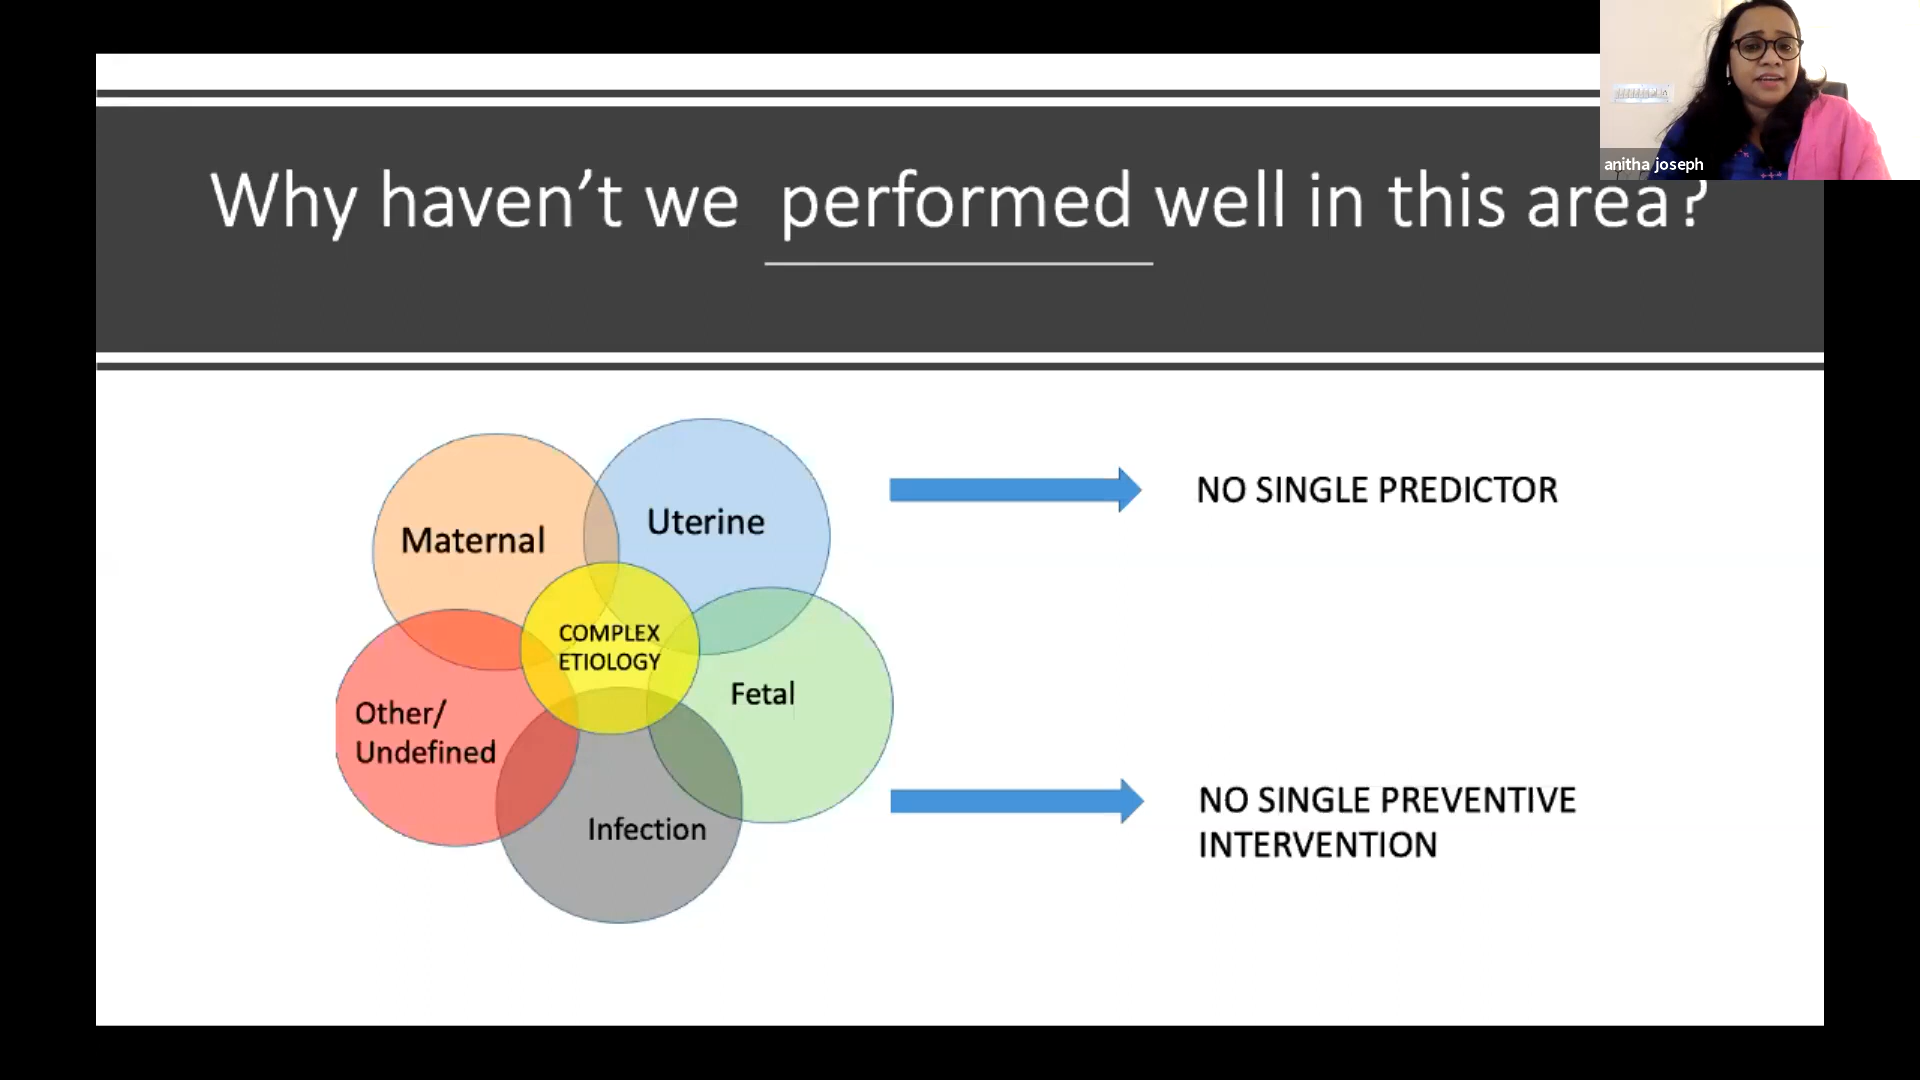 anitha joseph
Why haven’t we performed well in this area?
Maternal
Uterine
COMPLEX
ETIOLOGY
Other/
Undefined
Fetal
Infection
NO SINGLE PREDICTOR
NO SINGLE PREVENTIVE
INTERVENTION